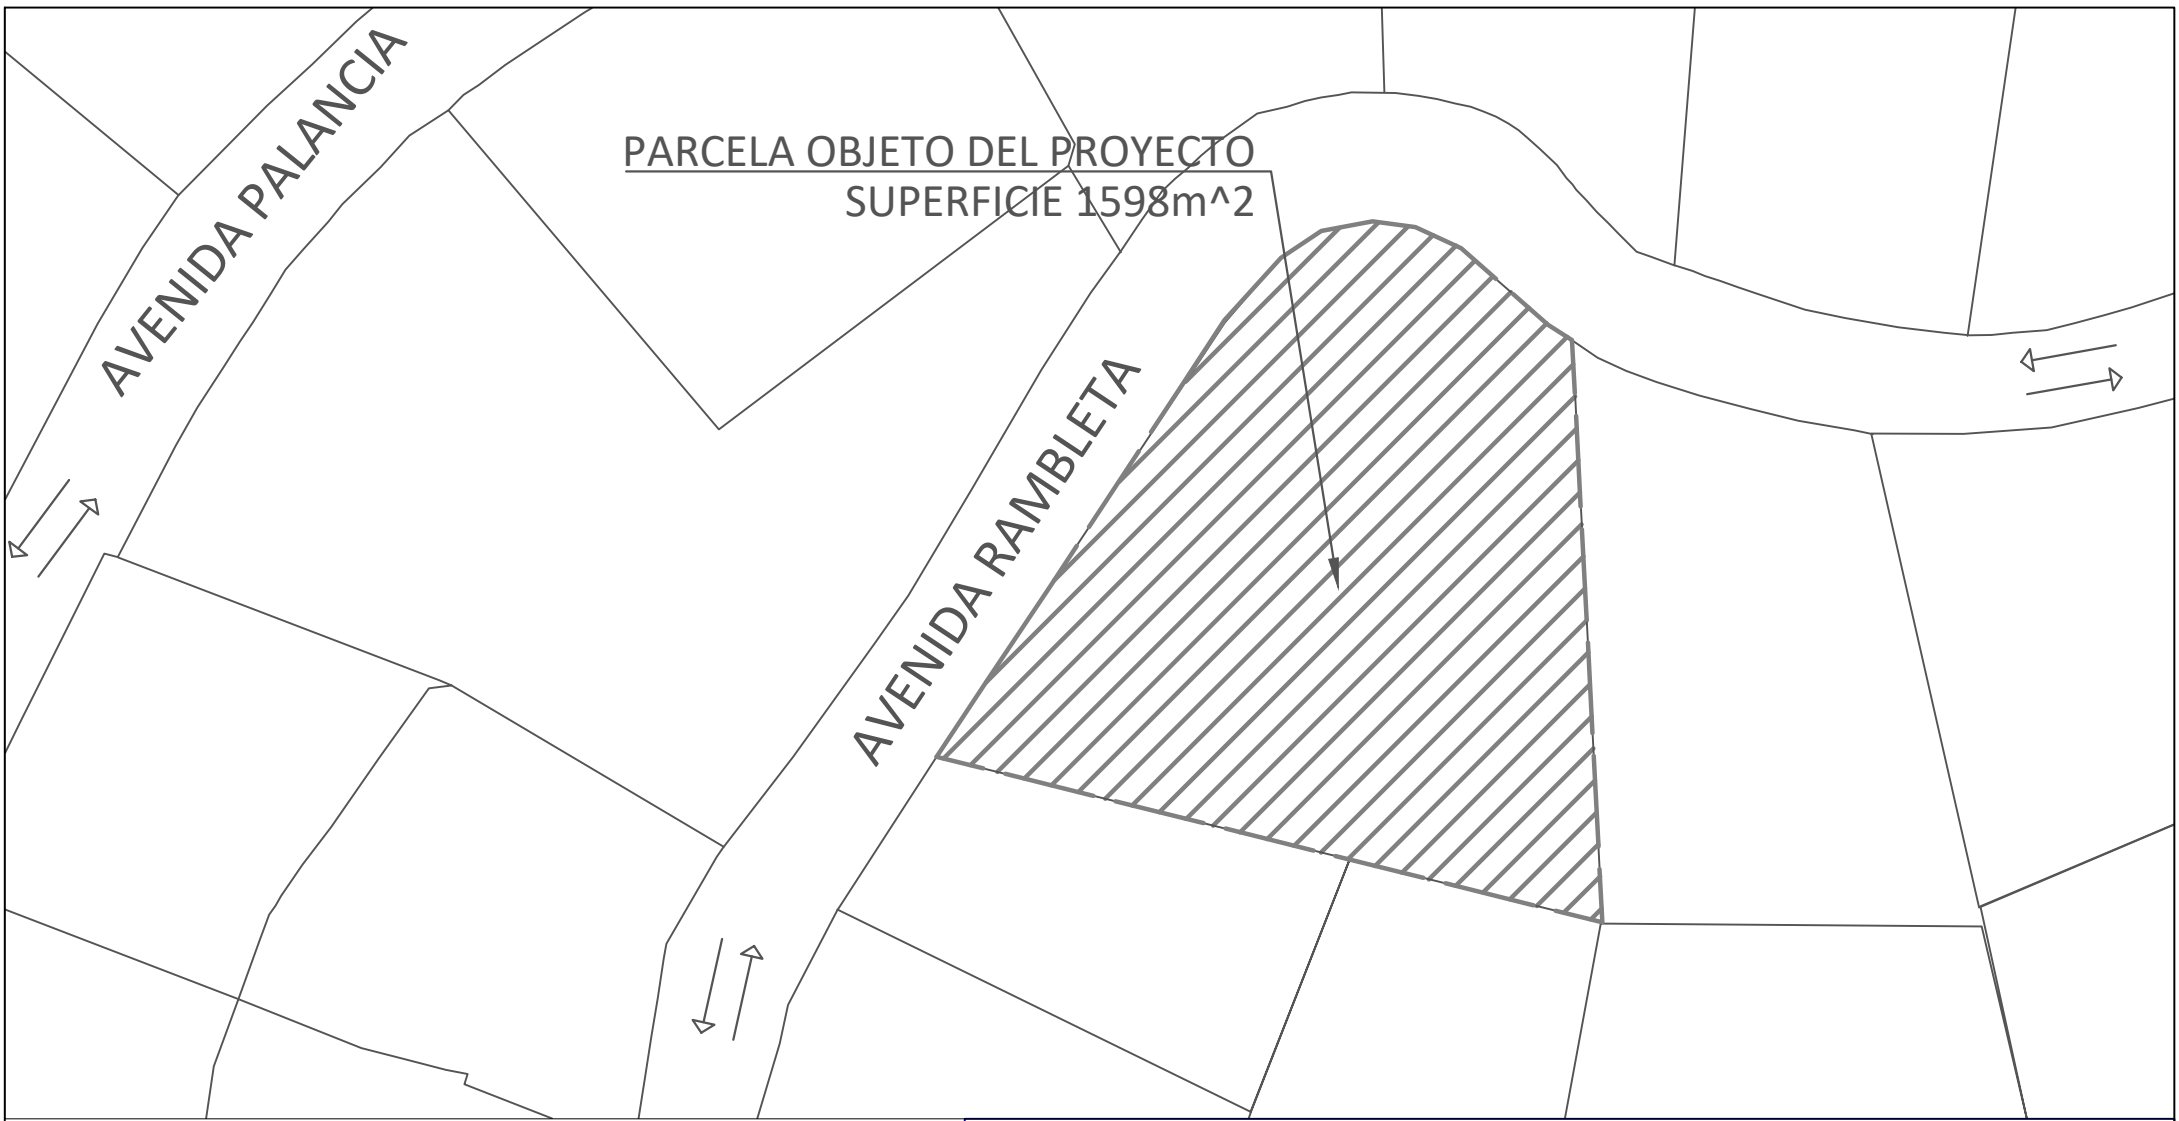 AVENIDA PALANCIA
PARCELA OBJETO DEL PROYECTO
SUPERFICIE 1598m^2
AVENIDA RAMBLETA